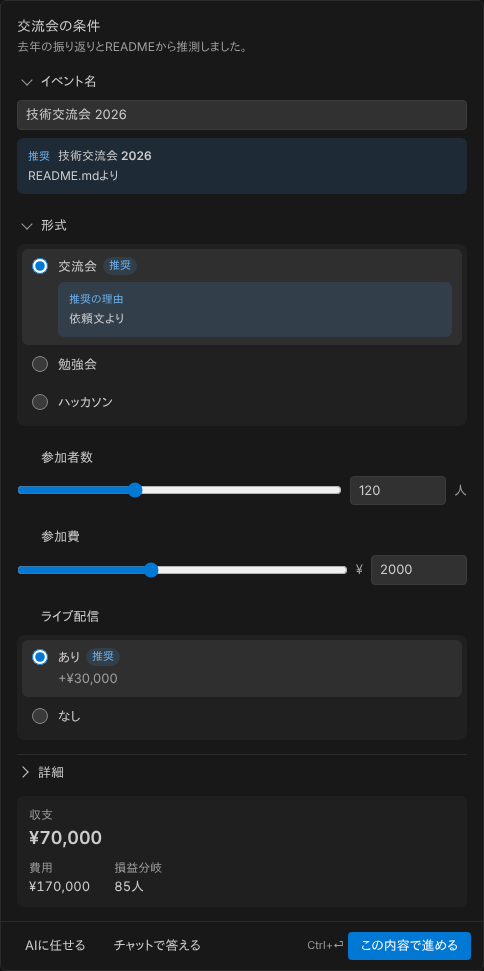 交流会の条件
去年の振り返りとREADMEから推測しました。
イベント名
技術交流会 2026
推奨 技術交流会 2026
README.mdより
形式
交流会 推奨
推奨の理由
依頼文より
勉強会
ハッカソン
参加者数
120 人
参加費
¥ 2000
ライブ配信
あり 推奨
+¥30,000
なし
詳細
収支
¥70,000
費用 損益分岐
¥170,000 85人
AIに任せる チャットで答える Ctrl+⏎ この内容で進める